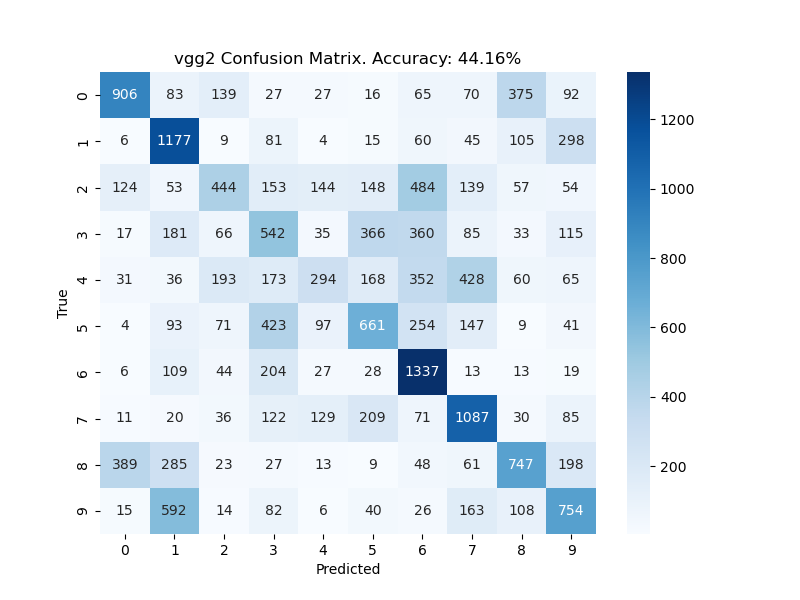 vgg2 Confusion Matrix. Accuracy: 44.16%
0 906 83 139 27 27 16 65 70 375 92
1 6 1177 9 81 4 15 60 45 105 298
2 124 53 444 153 144 148 484 139 57 54
3 17 181 66 542 35 366 360 85 33 115
4 31 36 193 173 294 168 352 428 60 65
5 4 93 71 423 97 661 254 147 9 41
6 6 109 44 204 27 28 1337 13 13 19
7 11 20 36 122 129 209 71 1087 30 85
8 389 285 23 27 13 9 48 61 747 198
9 15 592 14 82 6 40 26 163 108 754
0 1 2 3 4 5 6 7 8 9
Predicted
True
1200
1000
800
600
400
200